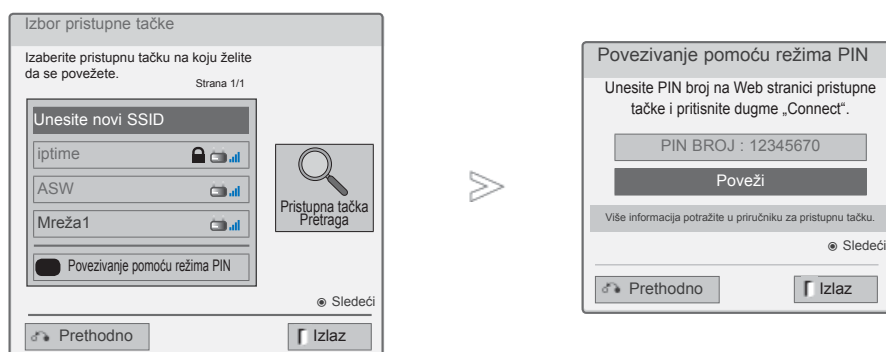 Izbor pristupne tačke
Izaberite pristupnu tačku na koju želite
da se povežete.
Strana 1/1
Unesite novi SSID
iptime
ASW
Mreža1
Povezivanje pomoću režima PIN
Pristupna tačka
Pretraga
Sledeći
Prethodno
Izlaz
Povezivanje pomoću režima PIN
Unesite PIN broj na Web stranici pristupne
tačke i pritisnite dugme „Connect“.
PIN BROJ : 12345670
Poveži
Više informacija potražite u priručniku za pristupnu tačku.
Sledeći
Prethodno
Izlaz